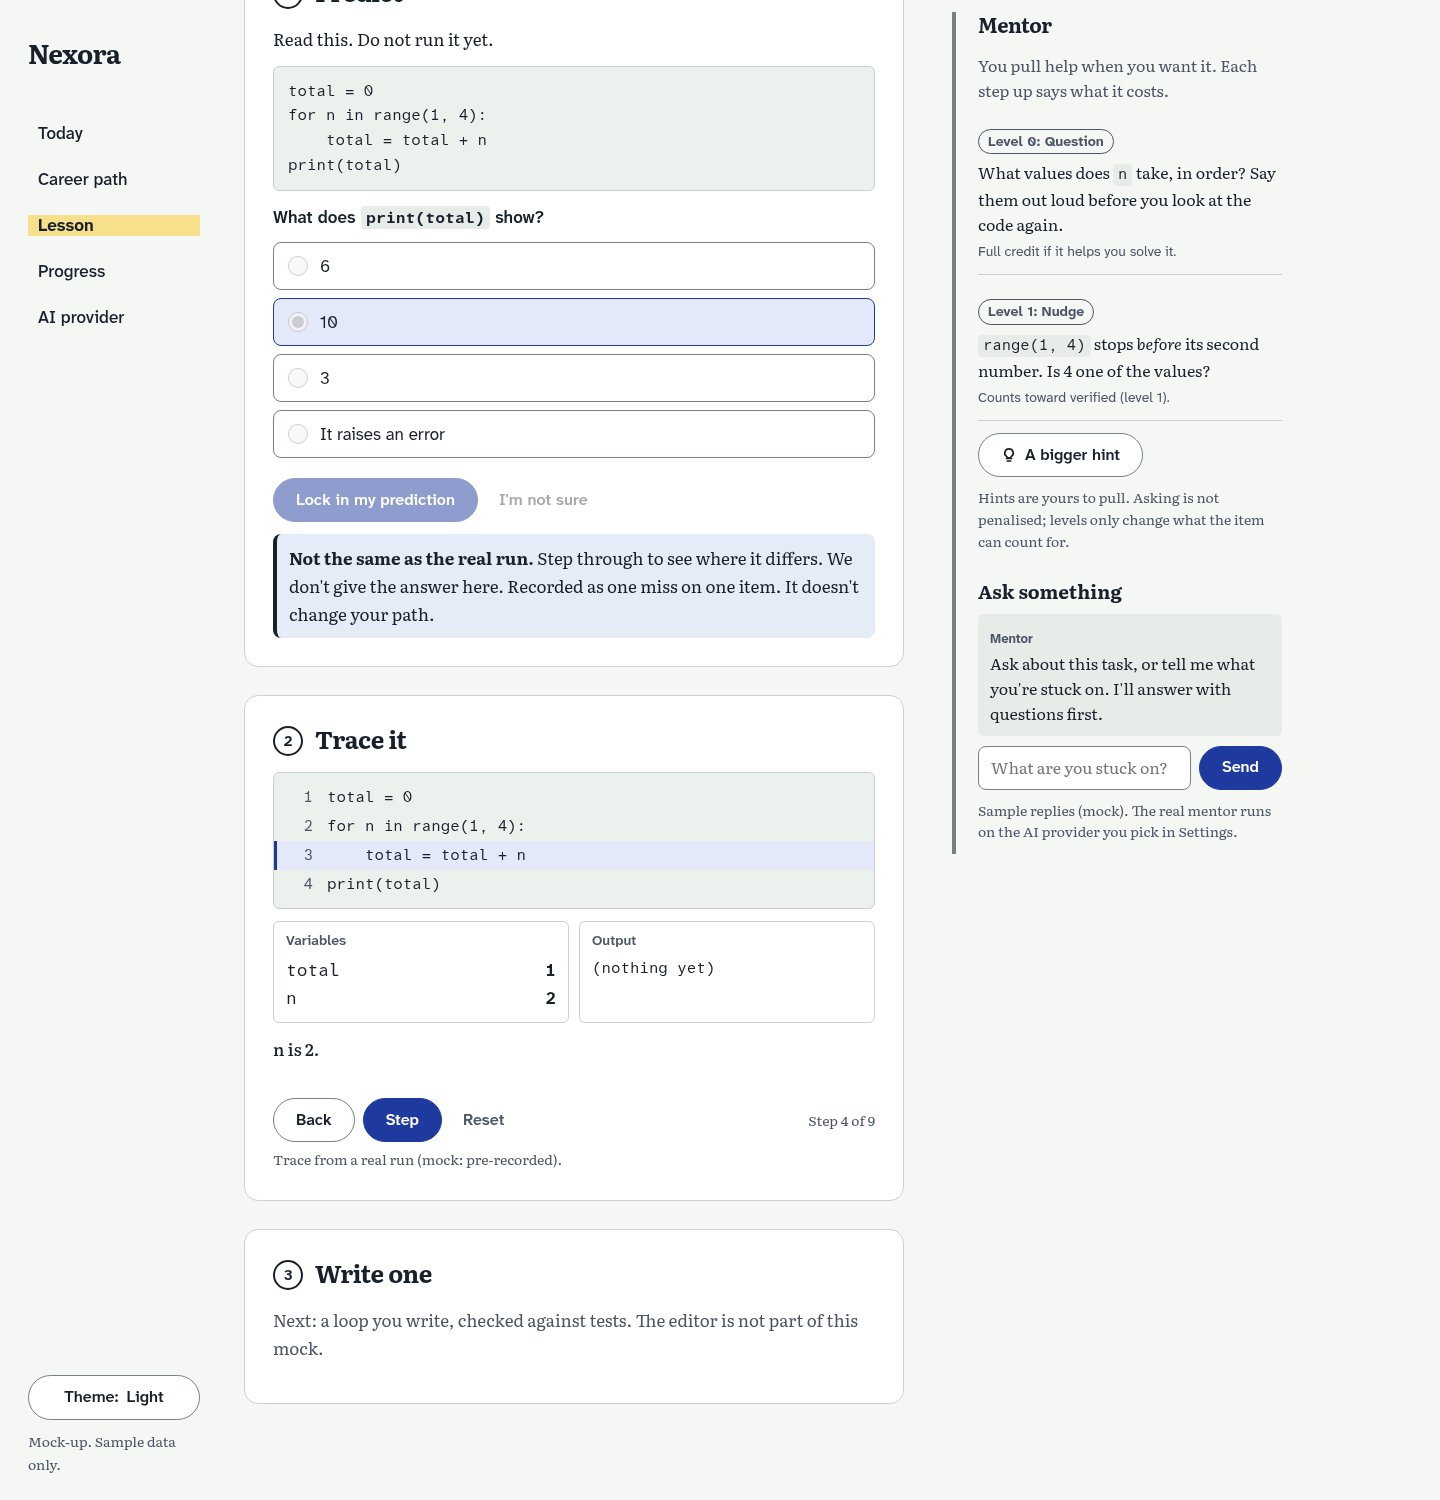 Nexora
Today
Career path
Lesson
Progress
AI provider
Theme: Light
Mock-up. Sample data
only.
Read this. Do not run it yet.
total = 0
for n in range(1, 4):
    total = total + n
print(total)
What does print(total) show?
6
10
3
It raises an error
Lock in my prediction
I'm not sure
Not the same as the real run. Step through to see where it differs. We
don't give the answer here. Recorded as one miss on one item. It doesn't
change your path.
2 Trace it
1 total = 0
2 for n in range(1, 4):
3     total = total + n
4 print(total)
Variables
total 1
n 2
Output
(nothing yet)
n is 2.
Back
Step
Reset
Step 4 of 9
Trace from a real run (mock: pre-recorded).
3 Write one
Next: a loop you write, checked against tests. The editor is not part of this
mock.
Mentor
You pull help when you want it. Each
step up says what it costs.
Level 0: Question
What values does n take, in order? Say
them out loud before you look at the
code again.
Full credit if it helps you solve it.
Level 1: Nudge
range(1, 4) stops before its second
number. Is 4 one of the values?
Counts toward verified (level 1).
A bigger hint
Hints are yours to pull. Asking is not
penalised; levels only change what the item
can count for.
Ask something
Mentor
Ask about this task, or tell me what
you're stuck on. I'll answer with
questions first.
What are you stuck on?
Send
Sample replies (mock). The real mentor runs
on the AI provider you pick in Settings.